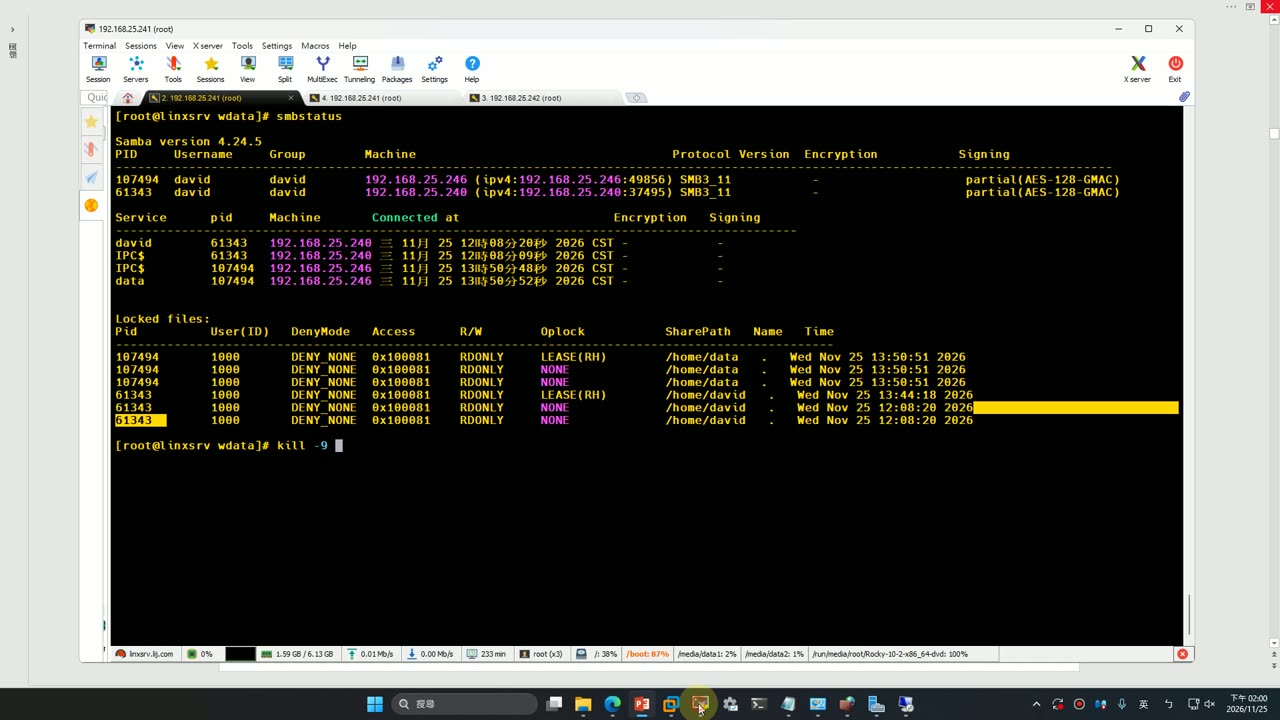 192.168.25.241 (root)
Terminal Sessions View X server Tools Settings Macros Help
Session Servers Tools Sessions View Split MultiExec Tunneling Packages Settings Help X server Exit
Quic 2. 192.168.25.241 (root) 4. 192.168.25.241 (root) 3. 192.168.25.242 (root)
[root@linxsrv wdata]# smbstatus
Samba version 4.24.5
PID Username Group Machine Protocol Version Encryption Signing
----------------------------------------------------------------------------------------------------------------------------------------
107494 david david 192.168.25.246 (ipv4:192.168.25.246:49856) SMB3_11 - partial(AES-128-GMAC)
61343 david david 192.168.25.240 (ipv4:192.168.25.240:37495) SMB3_11 - partial(AES-128-GMAC)
Service pid Machine Connected at Encryption Signing
---------------------------------------------------------------------------------------------
david 61343 192.168.25.240 三 11月 25 12時08分20秒 2026 CST - -
IPC$ 61343 192.168.25.240 三 11月 25 12時08分09秒 2026 CST - -
IPC$ 107494 192.168.25.246 三 11月 25 13時50分48秒 2026 CST - -
data 107494 192.168.25.246 三 11月 25 13時50分52秒 2026 CST - -
Locked files:
Pid User(ID) DenyMode Access R/W Oplock SharePath Name Time
--------------------------------------------------------------------------------------------------
107494 1000 DENY_NONE 0x100081 RDONLY LEASE(RH) /home/data . Wed Nov 25 13:50:51 2026
107494 1000 DENY_NONE 0x100081 RDONLY NONE /home/data . Wed Nov 25 13:50:51 2026
107494 1000 DENY_NONE 0x100081 RDONLY NONE /home/data . Wed Nov 25 13:50:51 2026
61343 1000 DENY_NONE 0x100081 RDONLY LEASE(RH) /home/david . Wed Nov 25 13:44:18 2026
61343 1000 DENY_NONE 0x100081 RDONLY NONE /home/david . Wed Nov 25 12:08:20 2026
61343 1000 DENY_NONE 0x100081 RDONLY NONE /home/david . Wed Nov 25 12:08:20 2026
[root@linxsrv wdata]# kill -9
linxsrv.lij.com 0% 1.59 GB / 6.13 GB 0.01 Mb/s 0.00 Mb/s 233 min root (x3) /: 38% /boot: 87% /media/data1: 2% /media/data2: 1% /run/media/root/Rocky-10-2-x86_64-dvd: 100%
搜尋 英 下午 02:00
2026/11/25